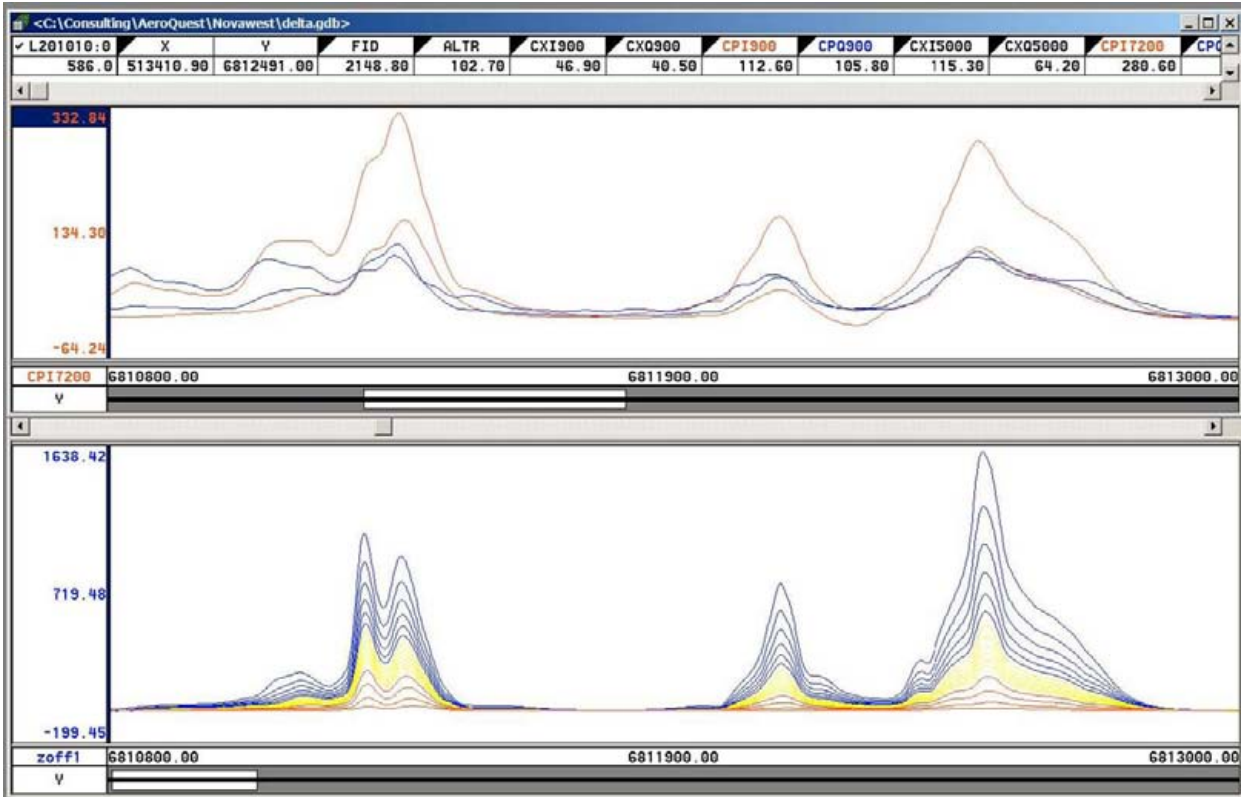 <C:\Consulting\AeroQuest\Novawest\delta.gdb>
L201010:0 X Y FID ALTR CXI900 CXQ900 CPI900 CPQ900 CXI5000 CXQ5000 CPI7200
586.0 513410.90 6812491.00 2148.80 102.70 46.90 40.50 112.60 105.80 115.30 64.20 280.60
332.84
134.30
-64.24
CPI7200 6810800.00 6811900.00 6813000.00
Y
1638.42
719.48
-199.45
zoff1 6810800.00 6811900.00 6813000.00
Y